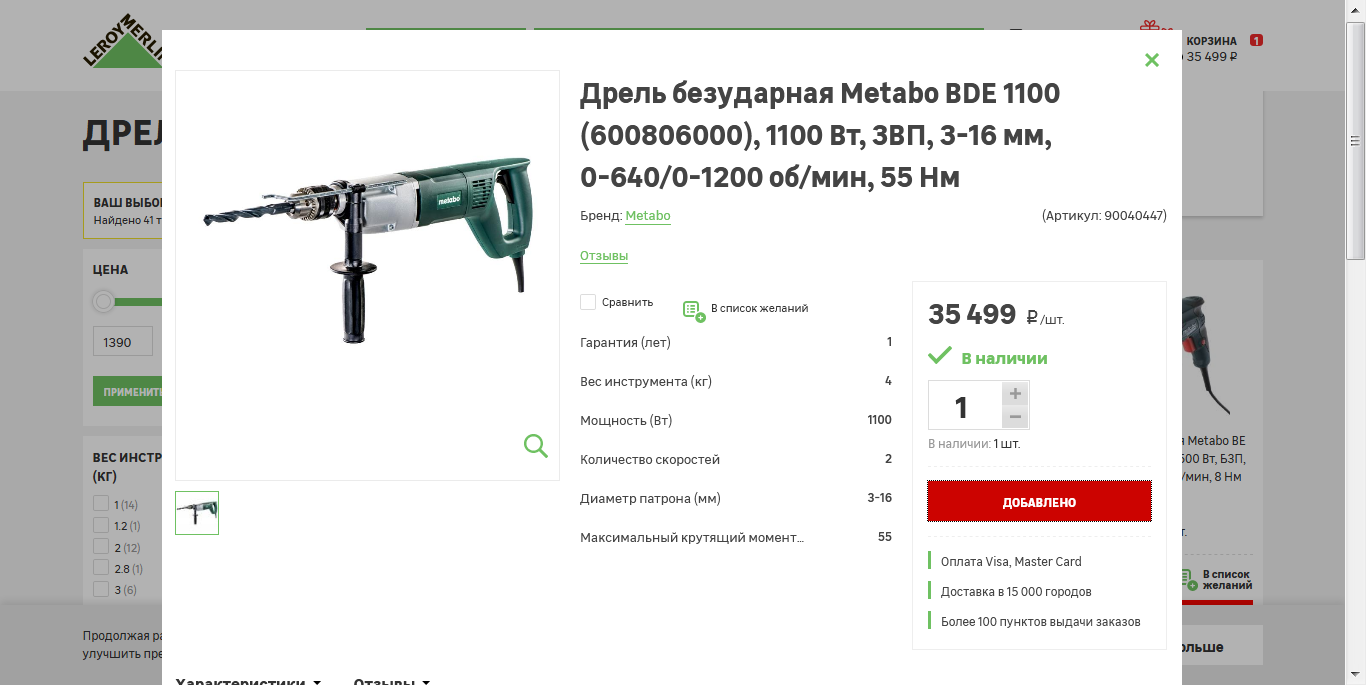 LEROY MERLIN
КОРЗИНА 1
35 499 ₽
Дрель безударная Metabo BDE 1100
(600806000), 1100 Вт, ЗВП, 3-16 мм,
0-640/0-1200 об/мин, 55 Нм
Бренд: Metabo
(Артикул: 90040447)
Отзывы
Сравнить
В список желаний
Гарантия (лет) 1
Вес инструмента (кг) 4
Мощность (Вт) 1100
Количество скоростей 2
Диаметр патрона (мм) 3-16
Максимальный крутящий момент... 55
35 499 ₽/шт.
В наличии
1
+
−
В наличии: 1 шт.
ДОБАВЛЕНО
Оплата Visa, Master Card
Доставка в 15 000 городов
Более 100 пунктов выдачи заказов
metabo
Характеристики
Отзывы
ДРЕЛ
ВАШ ВЫБО
Найдено 41 т
ЦЕНА
1390
ПРИМЕНИТЬ
ВЕС ИНСТР
(КГ)
1 (14)
1.2 (1)
2 (12)
2.8 (1)
3 (6)
Продолжая ра
улучшить пре
я Metabo BE
500 Вт, БЗП,
/мин, 8 Нм
т.
В список
желаний
ольше